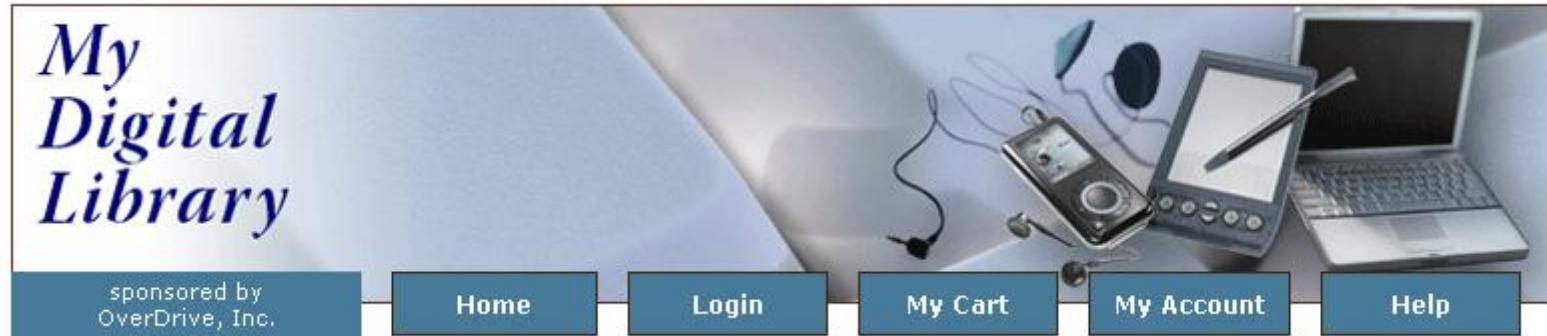 My
Digital
Library
sponsored by
OverDrive, Inc.
Home
Login
My Cart
My Account
Help